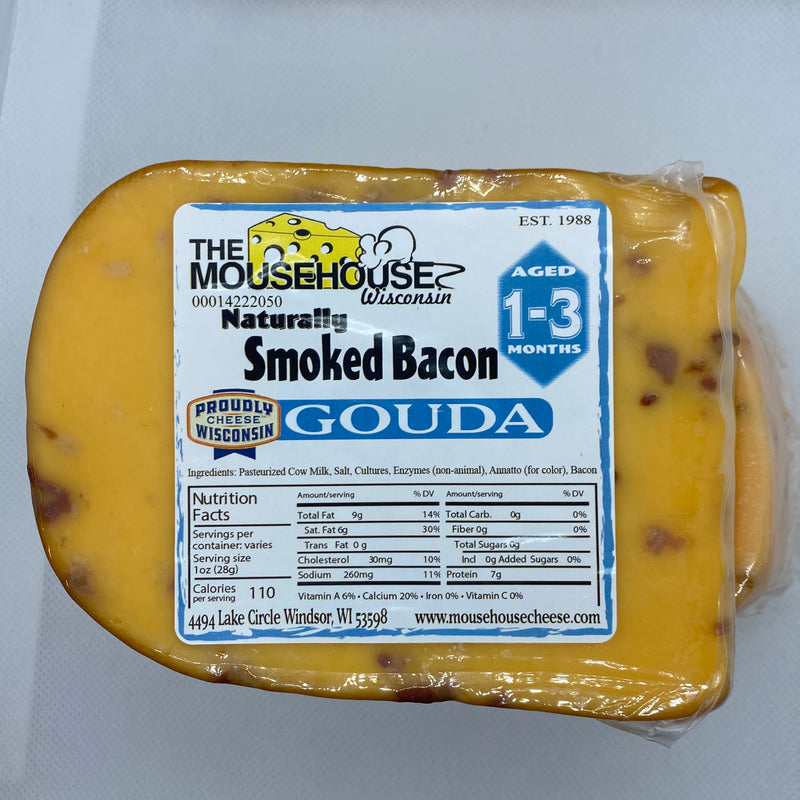 EST. 1988
THE
MOUSEHOUSE
Wisconsin
00014222050
Naturally
Smoked Bacon
AGED
1-3
MONTHS
PROUDLY
CHEESE™
WISCONSIN
GOUDA
Ingredients: Pasteurized Cow Milk, Salt, Cultures, Enzymes (non-animal), Annatto (for color), Bacon
Nutrition
Facts
Servings per
container: varies
Serving size
1oz (28g)
Calories 110
per serving
Amount/serving % DV
Total Fat 9g 14%
Sat. Fat 6g 30%
Trans Fat 0 g
Cholesterol 30mg 10%
Sodium 260mg 11%
Amount/serving % DV
Total Carb. 0g 0%
Fiber 0g 0%
Total Sugars 0g
Incl 0g Added Sugars 0%
Protein 7g
Vitamin A 6% • Calcium 20% • Iron 0% • Vitamin C 0%
4494 Lake Circle Windsor, WI 53598 www.mousehousecheese.com